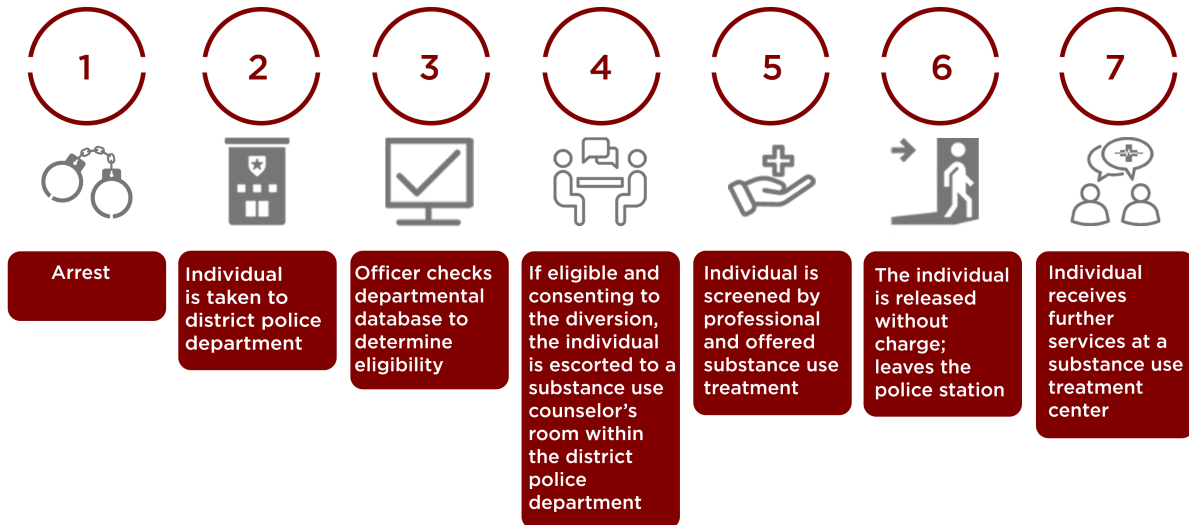 1
2
3
4
5
6
7
Arrest
Individual
is taken to
district police
department
Officer checks
departmental
database to
determine
eligibility
If eligible and
consenting to
the diversion,
the individual
is escorted to a
substance use
counselor's
room within
the district
police
department
Individual is
screened by
professional
and offered
substance use
treatment
The individual
is released
without
charge;
leaves the
police station
Individual
receives
further
services at a
substance use
treatment
center